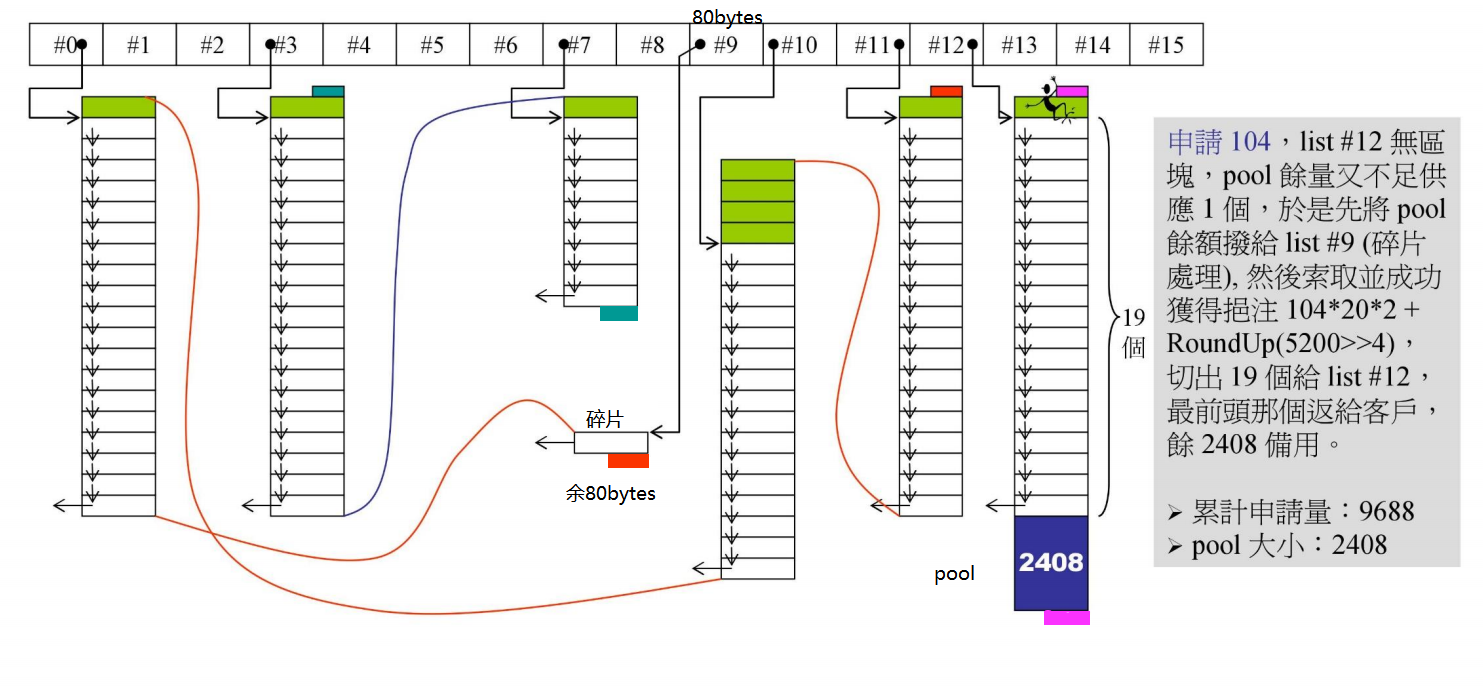 80bytes
#0 #1 #2 #3 #4 #5 #6 #7 #8 #9 #10 #11 #12 #13 #14 #15
申請 104，list #12 無區
塊，pool 餘量又不足供
應 1 個，於是先將 pool
餘額撥給 list #9 (碎片
處理), 然後索取並成功
獲得挹注 104*20*2 +
RoundUp(5200>>4)，
切出 19 個給 list #12，
最前頭那個返給客戶，
餘 2408 備用。
➢ 累計申請量：9688
➢ pool 大小：2408
19
個
碎片
余80bytes
pool
2408